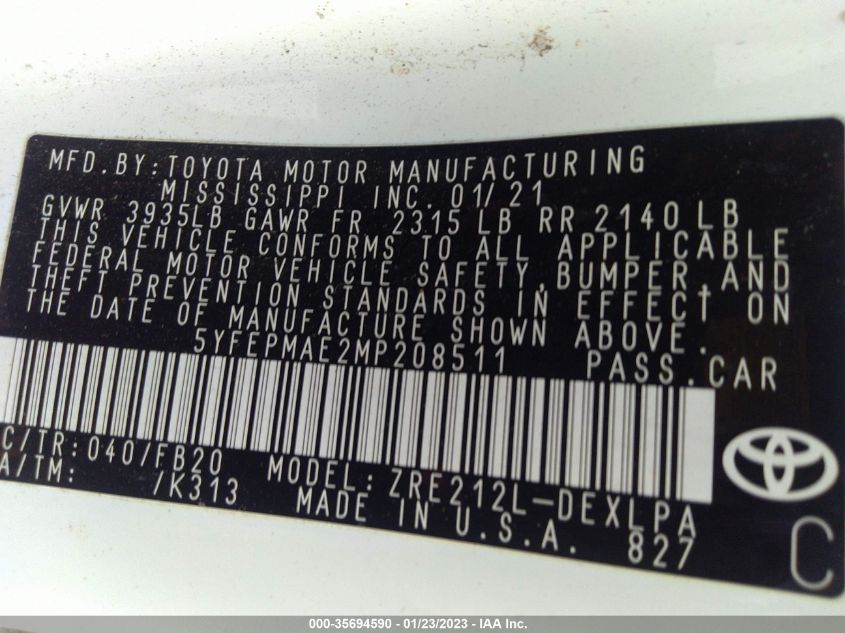 MFD.BY:TOYOTA MOTOR MANUFACTURING
MISSISSIPPI INC. 01/21
GVWR 3935LB GAWR FR 2315 LB RR 2140LB
THIS VEHICLE CONFORMS TO ALL APPLICABLE
FEDERAL MOTOR VEHICLE SAFETY,BUMPER,AND
THEFT PREVENTION STANDARDS IN EFFECT ON
THE DATE OF MANUFACTURE SHOWN ABOVE.
5YFEPMAE2MP208511 PASS.CAR
C/TR:040/FB20 MODEL:ZRE212L-DEXLPA
A/TM: /K313 MADE IN U.S.A. 827
C
000-35694590 - 01/23/2023 - IAA Inc.